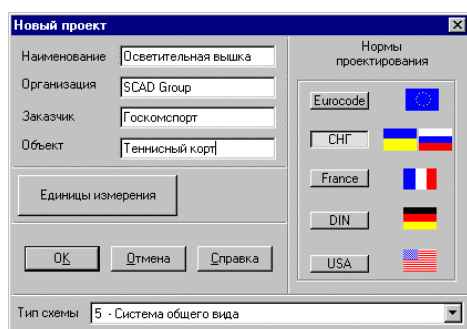 Новый проект
Наименование Осветительная вышка
Организация SCAD Group
Заказчик Госкомспорт
Объект Теннисный корт
Единицы измерения
OK Отмена Справка
Нормы
проектирования
Eurocode
СНГ
France
DIN
USA
Тип схемы 5 - Система общего вида